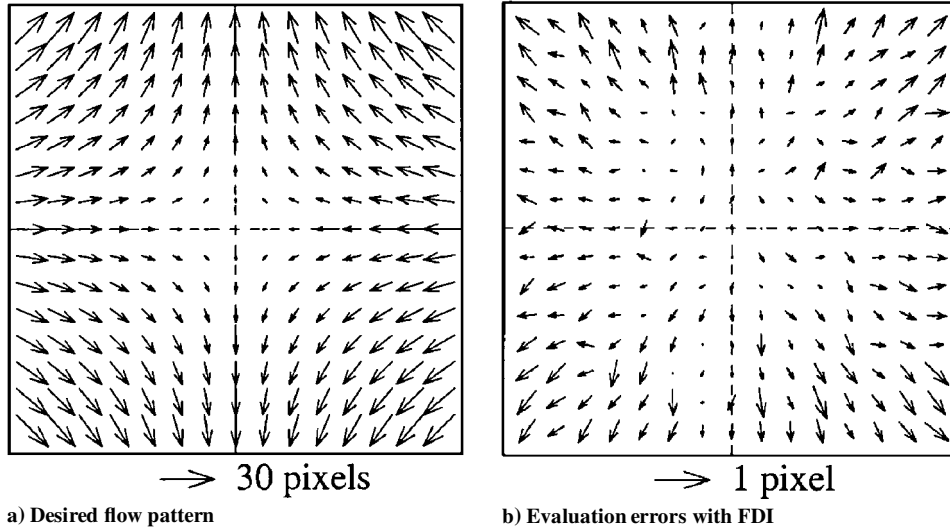 30 pixels
1 pixel
a) Desired flow pattern
b) Evaluation errors with FDI